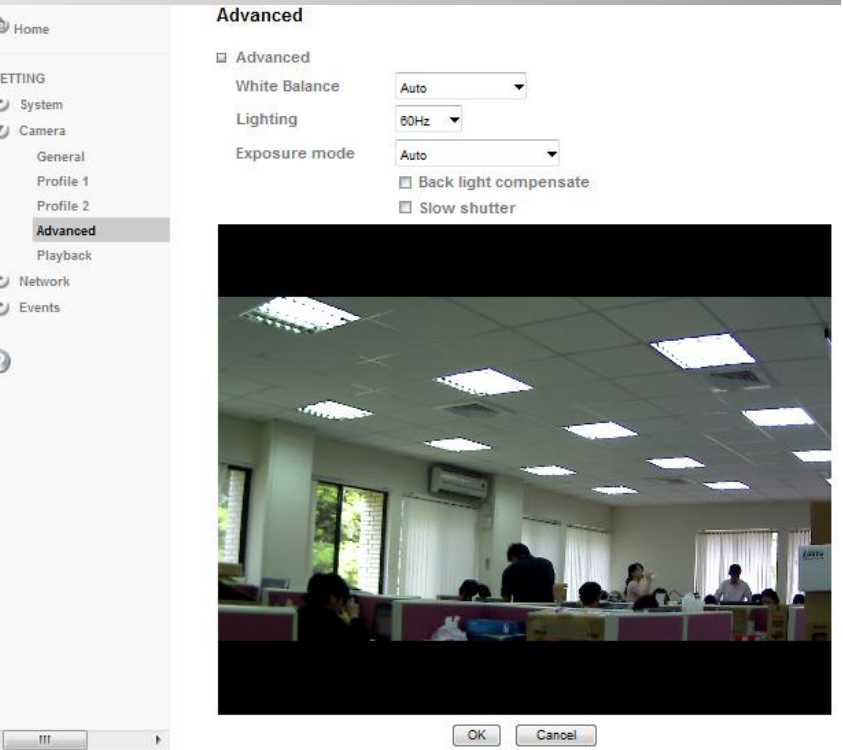 Home
ETTING
System
Camera
General
Profile 1
Profile 2
Advanced
Playback
Network
Events
Advanced
Advanced
White Balance Auto
Lighting 60Hz
Exposure mode Auto
Back light compensate
Slow shutter
OK Cancel